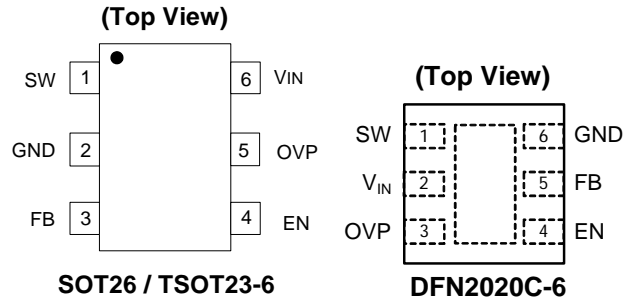 (Top View)
SW 1 6 VIN
GND 2 5 OVP
FB 3 4 EN
SOT26 / TSOT23-6
(Top View)
SW 1 6 GND
VIN 2 5 FB
OVP 3 4 EN
DFN2020C-6